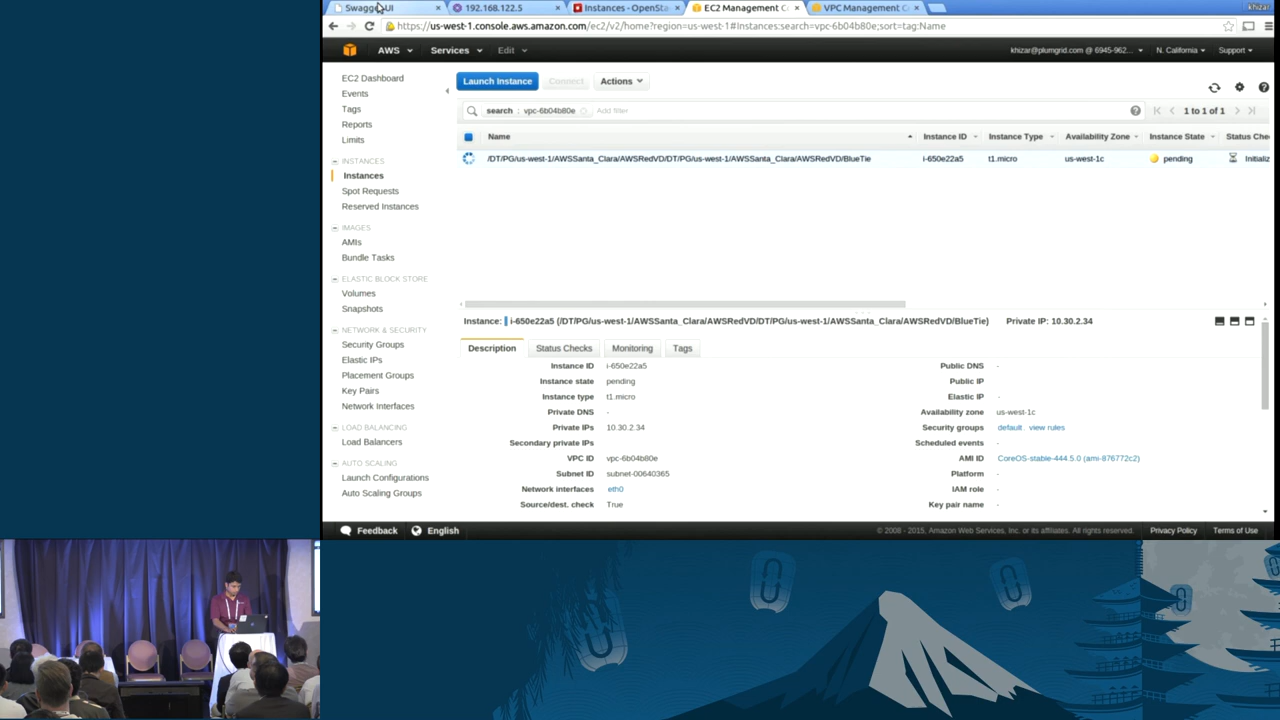 Swagger UI
192.168.122.5
Instances - OpenSta
EC2 Management C
VPC Management C
khizar.
https://us-west-1.console.aws.amazon.com/ec2/v2/home?region=us-west-1#Instances:search=vpc-6b04b80e;sort=tag:Name
AWS Services Edit
khizar@plumgrid.com @ 6945-962... N. California Support
EC2 Dashboard
Events
Tags
Reports
Limits
INSTANCES
Instances
Spot Requests
Reserved Instances
IMAGES
AMIs
Bundle Tasks
ELASTIC BLOCK STORE
Volumes
Snapshots
NETWORK & SECURITY
Security Groups
Elastic IPs
Placement Groups
Key Pairs
Network Interfaces
LOAD BALANCING
Load Balancers
AUTO SCALING
Launch Configurations
Auto Scaling Groups
Launch Instance Connect Actions
search : vpc-6b04b80e Add filter
1 to 1 of 1
Name Instance ID Instance Type Availability Zone Instance State Status Che
/DT/PG/us-west-1/AWSSanta_Clara/AWSRedVD/DT/PG/us-west-1/AWSSanta_Clara/AWSRedVD/BlueTie i-650e22a5 t1.micro us-west-1c pending Initializ
Instance: i-650e22a5 (/DT/PG/us-west-1/AWSSanta_Clara/AWSRedVD/DT/PG/us-west-1/AWSSanta_Clara/AWSRedVD/BlueTie) Private IP: 10.30.2.34
Description Status Checks Monitoring Tags
Instance ID i-650e22a5
Instance state pending
Instance type t1.micro
Private DNS -
Private IPs 10.30.2.34
Secondary private IPs
VPC ID vpc-6b04b80e
Subnet ID subnet-00640365
Network interfaces eth0
Source/dest. check True
Public DNS -
Public IP -
Elastic IP -
Availability zone us-west-1c
Security groups default. view rules
Scheduled events -
AMI ID CoreOS-stable-444.5.0 (ami-876772c2)
Platform -
IAM role -
Key pair name -
Feedback English
© 2008 - 2015, Amazon Web Services, Inc. or its affiliates. All rights reserved. Privacy Policy Terms of Use